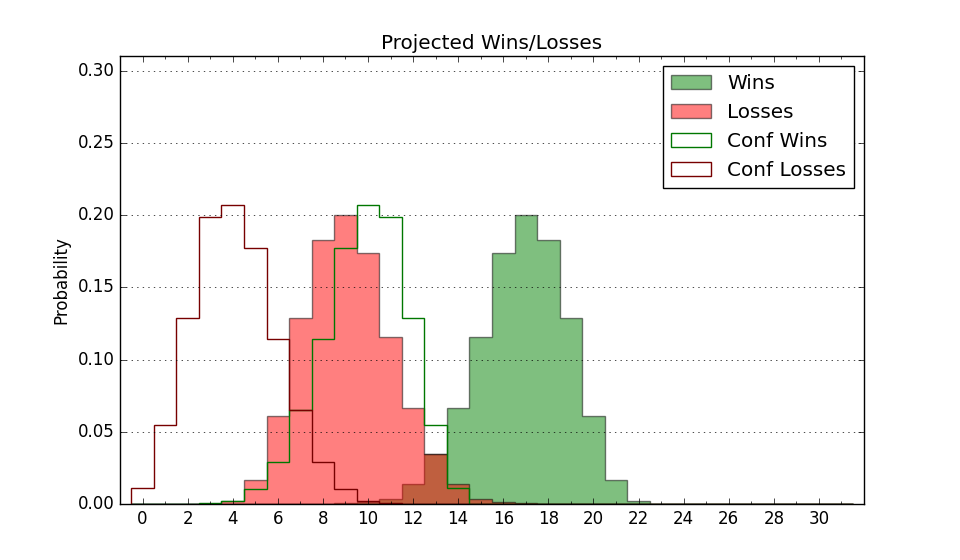 Projected Wins/Losses
0.30
0.25
0.20
0.15
0.10
0.05
0.00
Probability
Wins
Losses
Conf Wins
Conf Losses
0 2 4 6 8 10 12 14 16 18 20 22 24 26 28 30